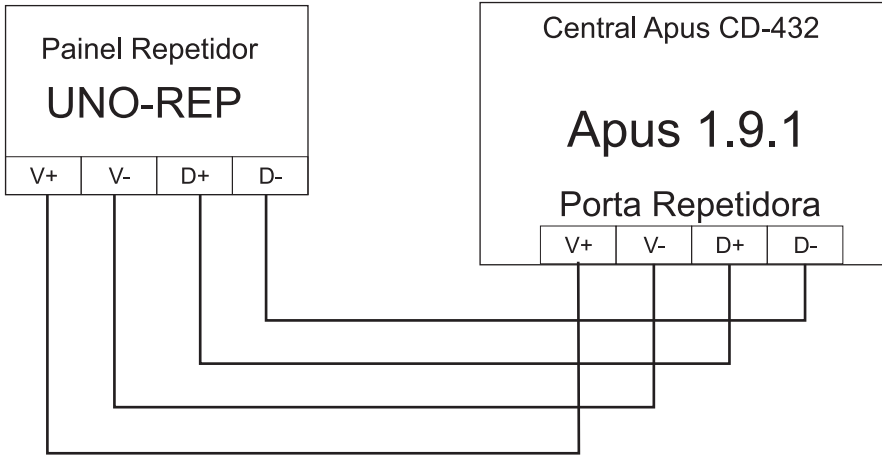 Painel Repetidor
UNO-REP
V+ V- D+ D-
Central Apus CD-432
Apus 1.9.1
Porta Repetidora
V+ V- D+ D-